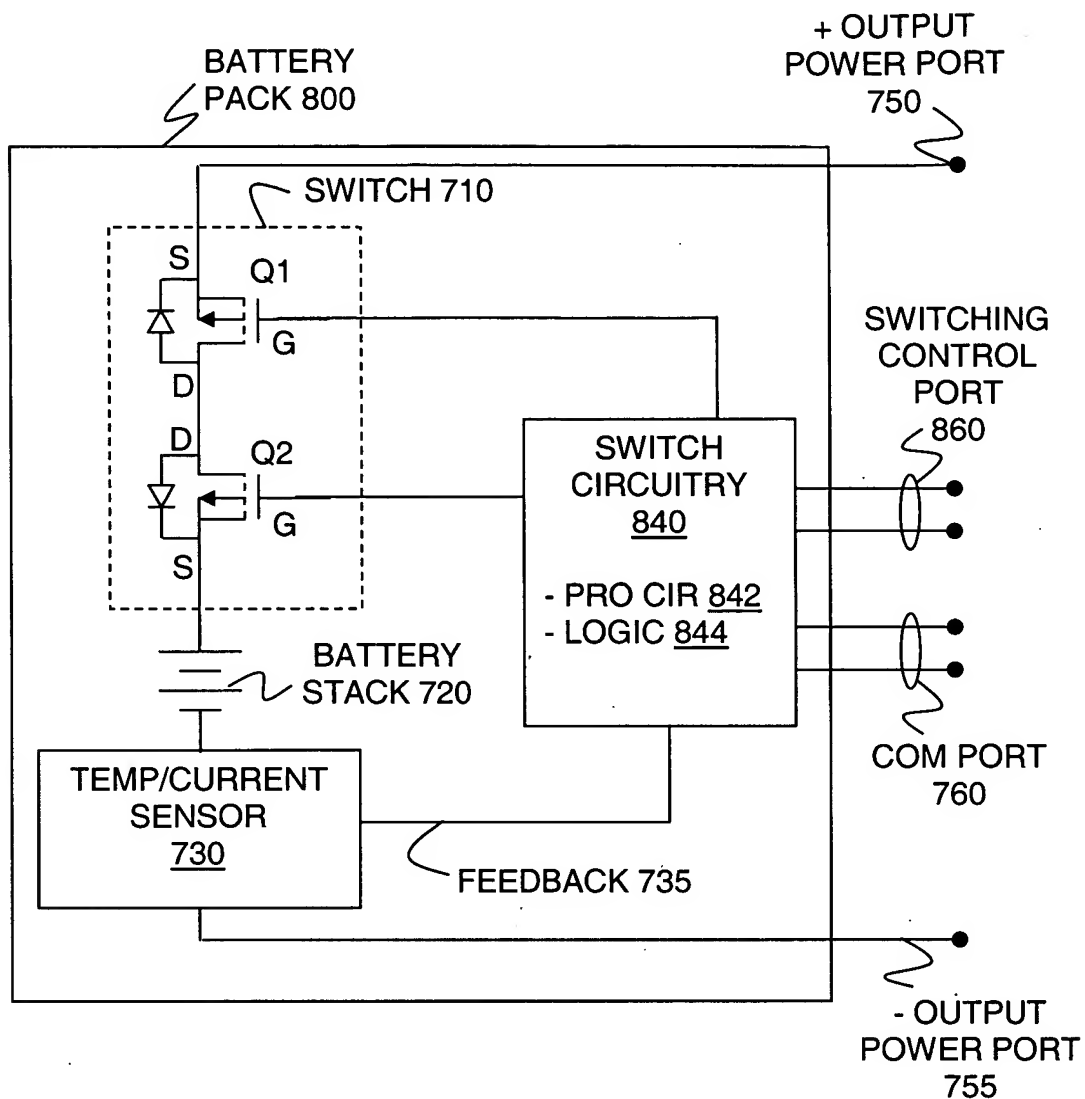 BATTERY
PACK 800
+ OUTPUT
POWER PORT
750
SWITCH 710
S
Q1
G
D
D
Q2
G
S
SWITCHING
CONTROL
PORT
860
SWITCH
CIRCUITRY
840
- PRO CIR 842
- LOGIC 844
BATTERY
STACK 720
COM PORT
760
TEMP/CURRENT
SENSOR
730
FEEDBACK 735
- OUTPUT
POWER PORT
755